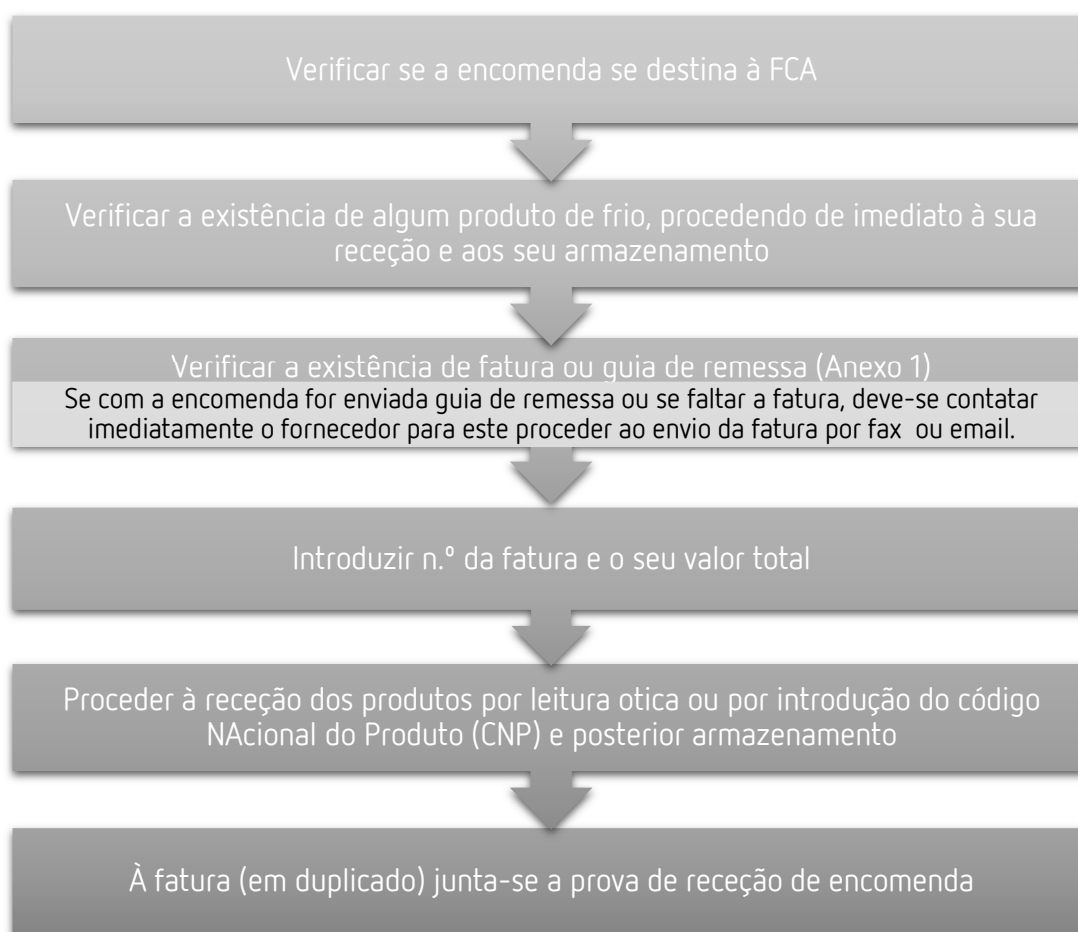 Verificar se a encomenda se destina à FCA
Verificar a existência de algum produto de frio, procedendo de imediato à sua
receção e aos seu armazenamento
Verificar a existência de fatura ou guia de remessa (Anexo 1)
Se com a encomenda for enviada guia de remessa ou se faltar a fatura, deve-se contatar
imediatamente o fornecedor para este proceder ao envio da fatura por fax ou email.
Introduzir n.º da fatura e o seu valor total
Proceder à receção dos produtos por leitura otica ou por introdução do código
NAcional do Produto (CNP) e posterior armazenamento
À fatura (em duplicado) junta-se a prova de receção de encomenda